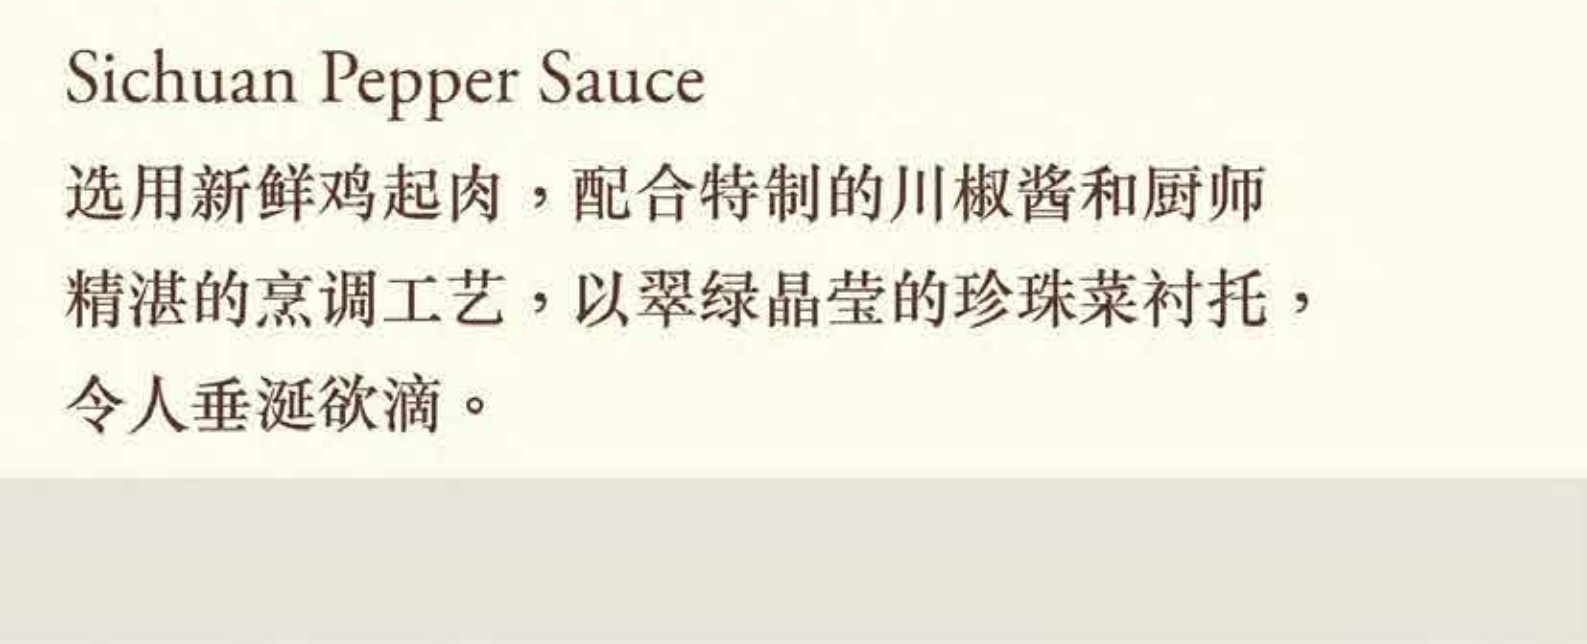 Sichuan Pepper Sauce
选用新鲜鸡起肉，配合特制的川椒酱和厨师
精湛的烹调工艺，以翠绿晶莹的珍珠菜衬托，
令人垂涎欲滴。